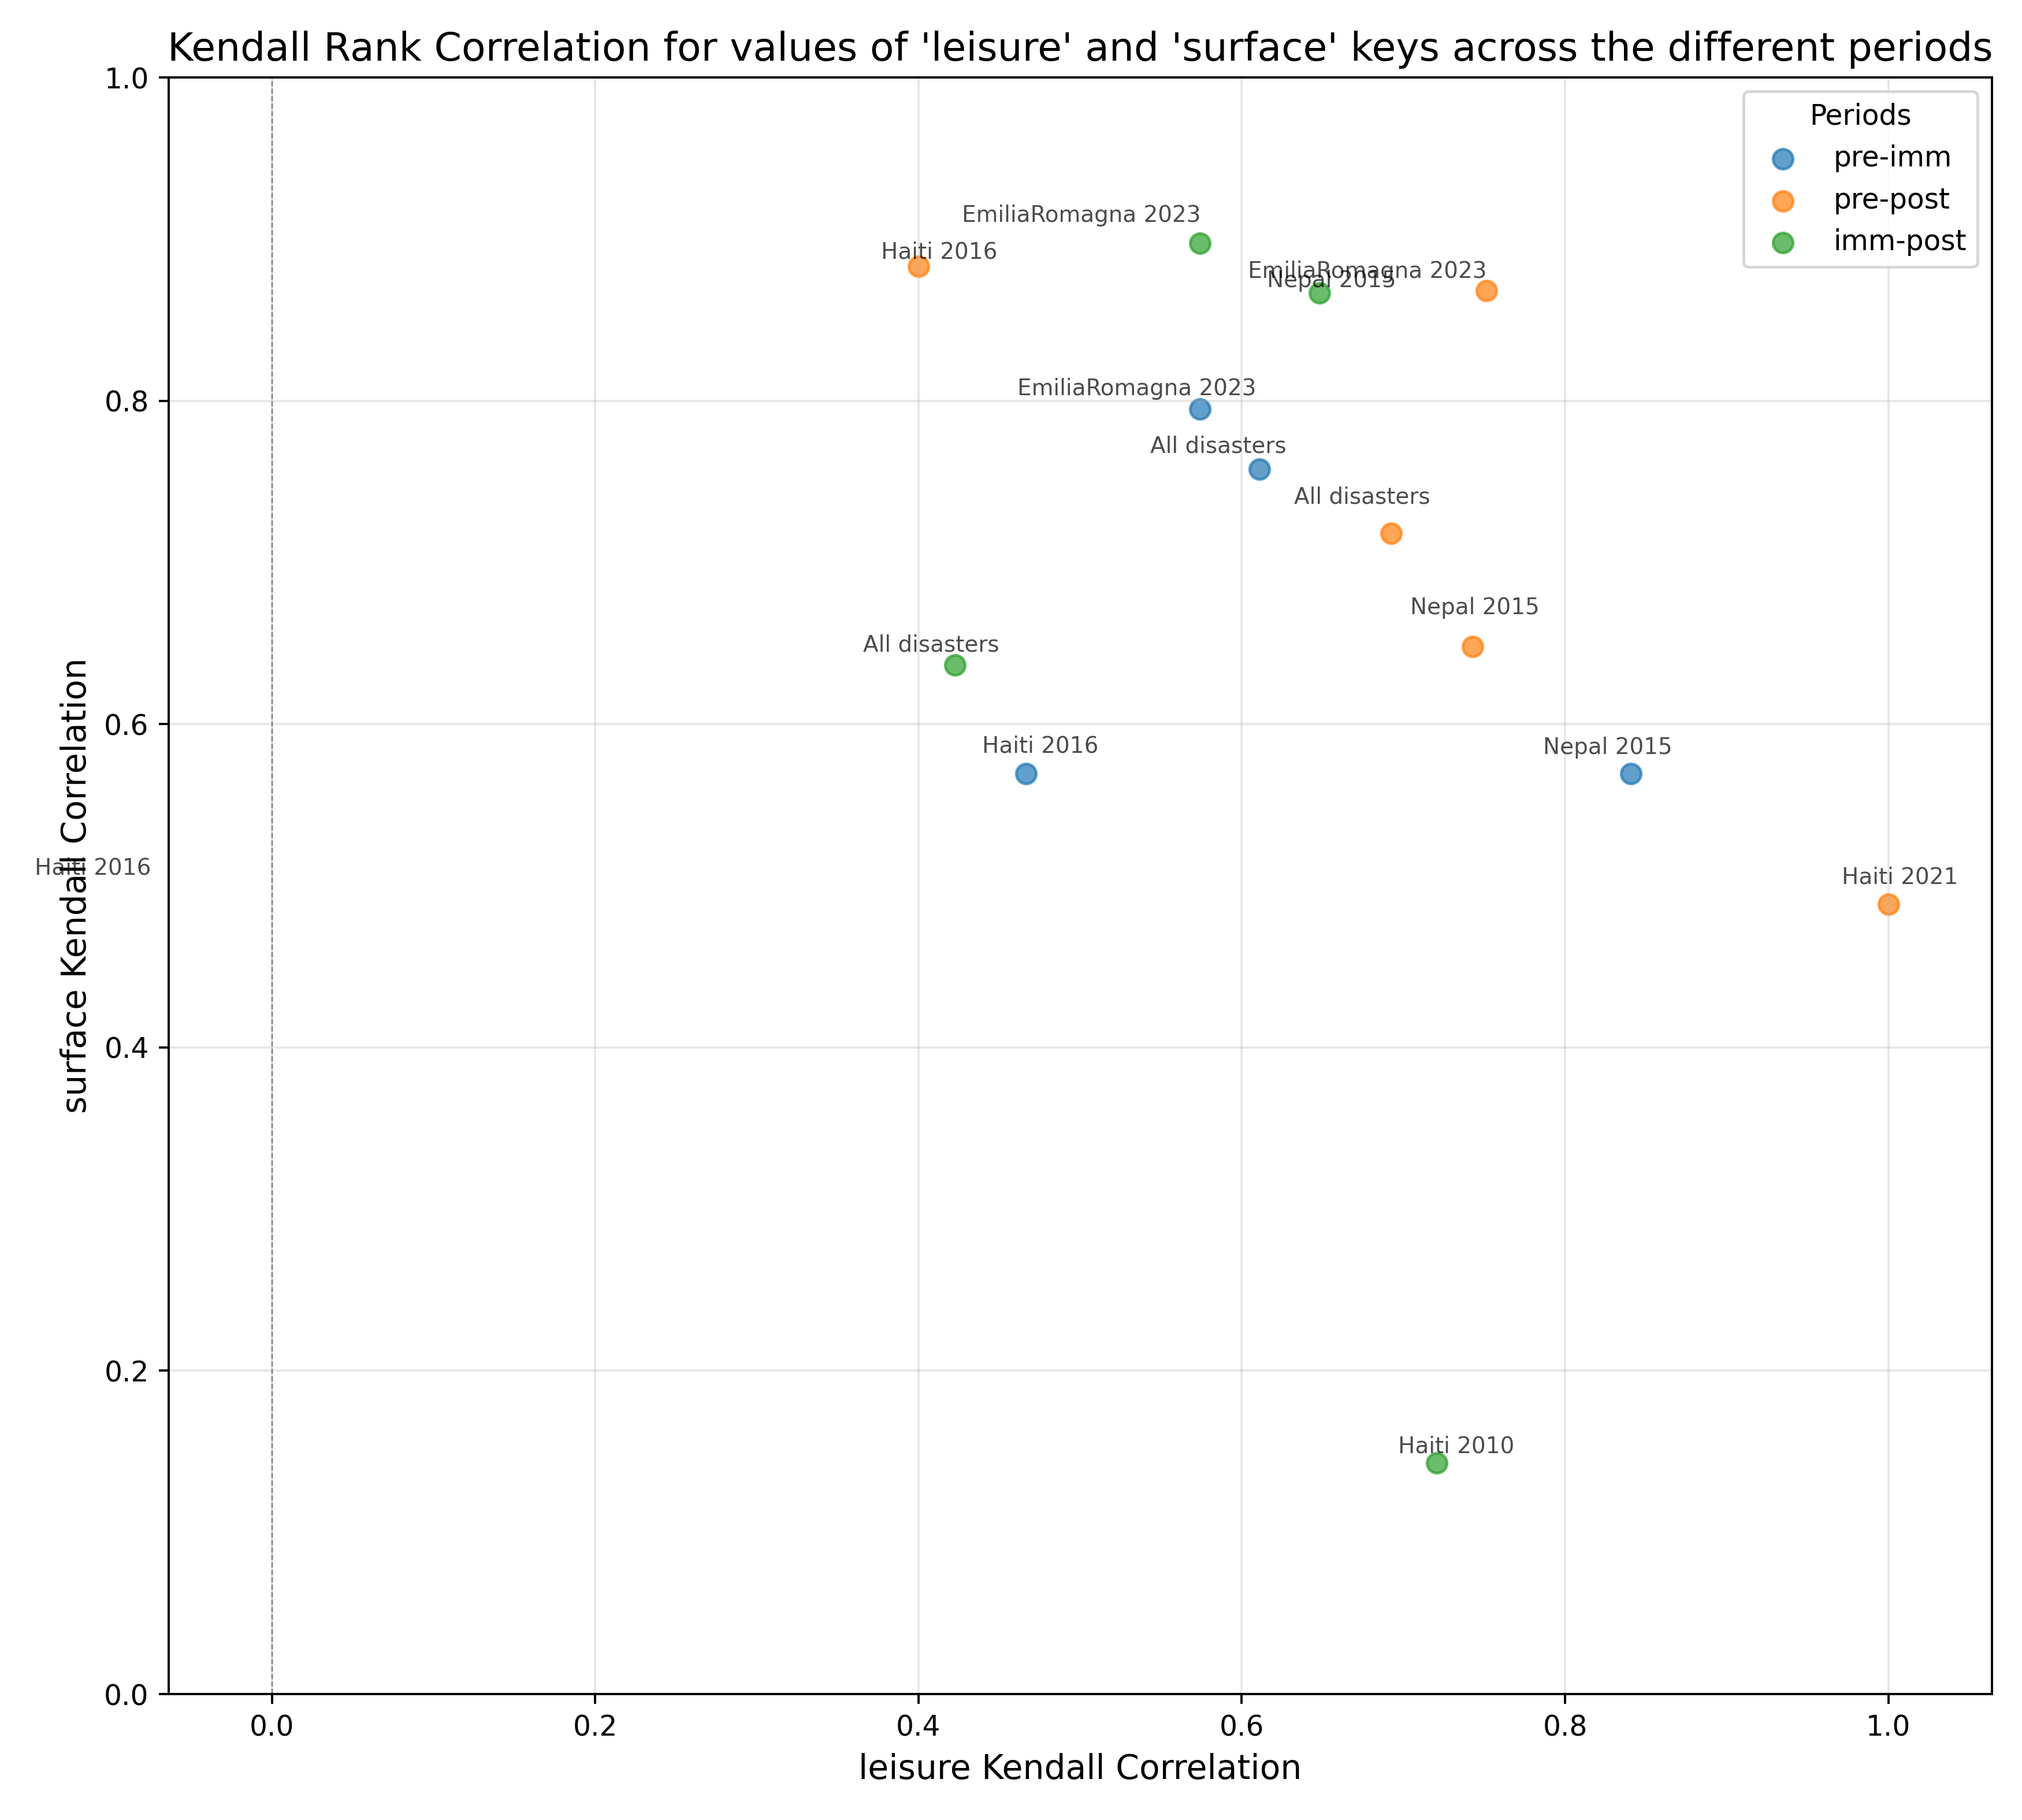 Kendall Rank Correlation for values of 'leisure' and 'surface' keys across the different periods
1.0
0.8
0.6
0.4
0.2
0.0
surface Kendall Correlation
Periods
pre-imm
pre-post
imm-post
EmiliaRomagna 2023
Haiti 2016
EmiliaRomagna 2023
Nepal 2015
EmiliaRomagna 2023
All disasters
All disasters
Nepal 2015
All disasters
Haiti 2016
Nepal 2015
Haiti 2016
Haiti 2021
Haiti 2010
0.0
0.2
0.4
0.6
0.8
1.0
leisure Kendall Correlation